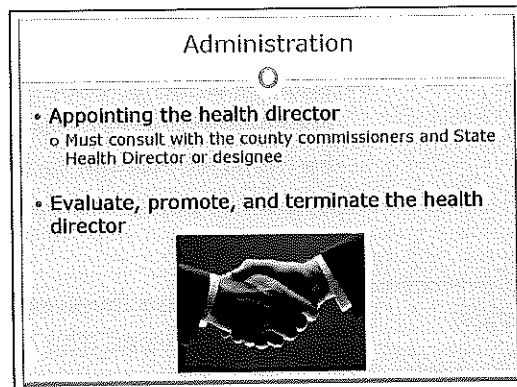 Administration
• Appointing the health director
o Must consult with the county commissioners and State
Health Director or designee
• Evaluate, promote, and terminate the health
director